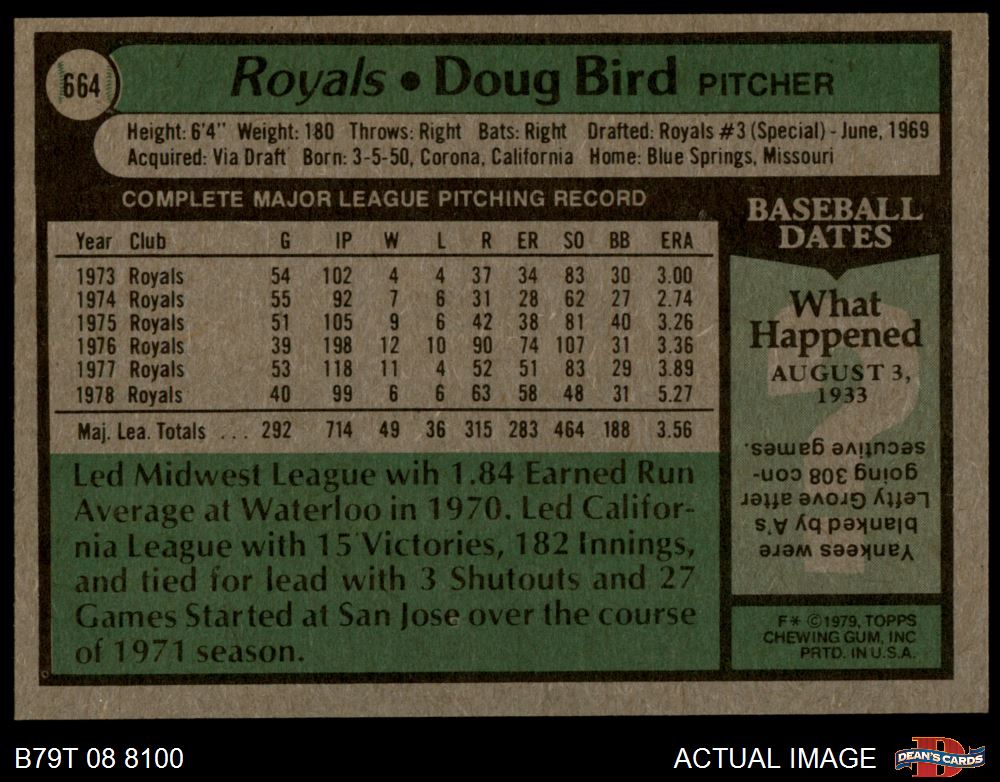 664
Royals • Doug Bird PITCHER
Height: 6'4" Weight: 180 Throws: Right Bats: Right Drafted: Royals #3 (Special) - June, 1969
Acquired: Via Draft Born: 3-5-50, Corona, California Home: Blue Springs, Missouri
COMPLETE MAJOR LEAGUE PITCHING RECORD
Year Club G IP W L R ER SO BB ERA
1973 Royals 54 102 4 4 37 34 83 30 3.00
1974 Royals 55 92 7 6 31 28 62 27 2.74
1975 Royals 51 105 9 6 42 38 81 40 3.26
1976 Royals 39 198 12 10 90 74 107 31 3.36
1977 Royals 53 118 11 4 52 51 83 29 3.89
1978 Royals 40 99 6 6 63 58 48 31 5.27
Maj. Lea. Totals ... 292 714 49 36 315 283 464 188 3.56
Led Midwest League wih 1.84 Earned Run
Average at Waterloo in 1970. Led Califor-
nia League with 15 Victories, 182 Innings,
and tied for lead with 3 Shutouts and 27
Games Started at San Jose over the course
of 1971 season.
BASEBALL
DATES
What
Happened
AUGUST 3,
1933
?
Yankees were
blanked by A's
Lefty Grove after
going 308 con-
secutive games.
F* ©1979, TOPPS
CHEWING GUM, INC
PRTD. IN U.S.A.
B79T 08 8100
ACTUAL IMAGE
D
DEAN'S CARDS